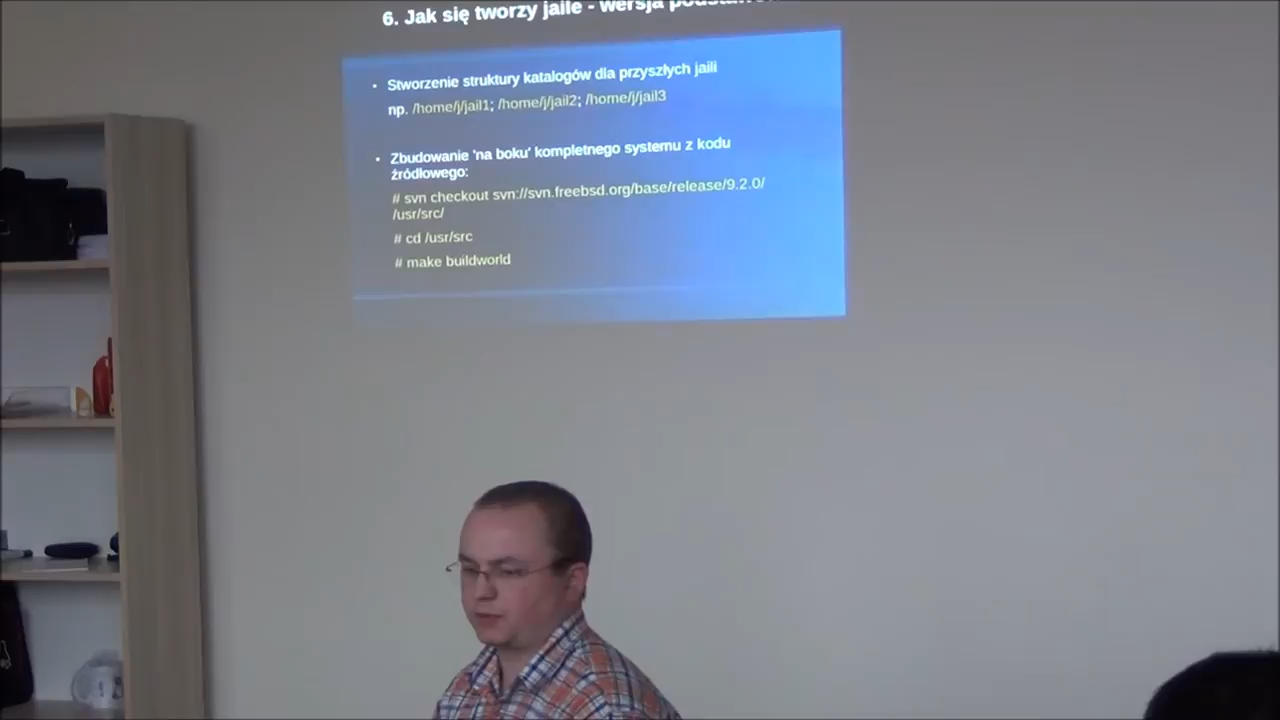 6. Jak się tworzy jaile - wersja
• Stworzenie struktury katalogów dla przyszłych jaili
np. /home/j/jail1; /home/j/jail2; /home/j/jail3
• Zbudowanie 'na boku' kompletnego systemu z kodu
źródłowego:
# svn checkout svn://svn.freebsd.org/base/release/9.2.0/
/usr/src/
# cd /usr/src
# make buildworld